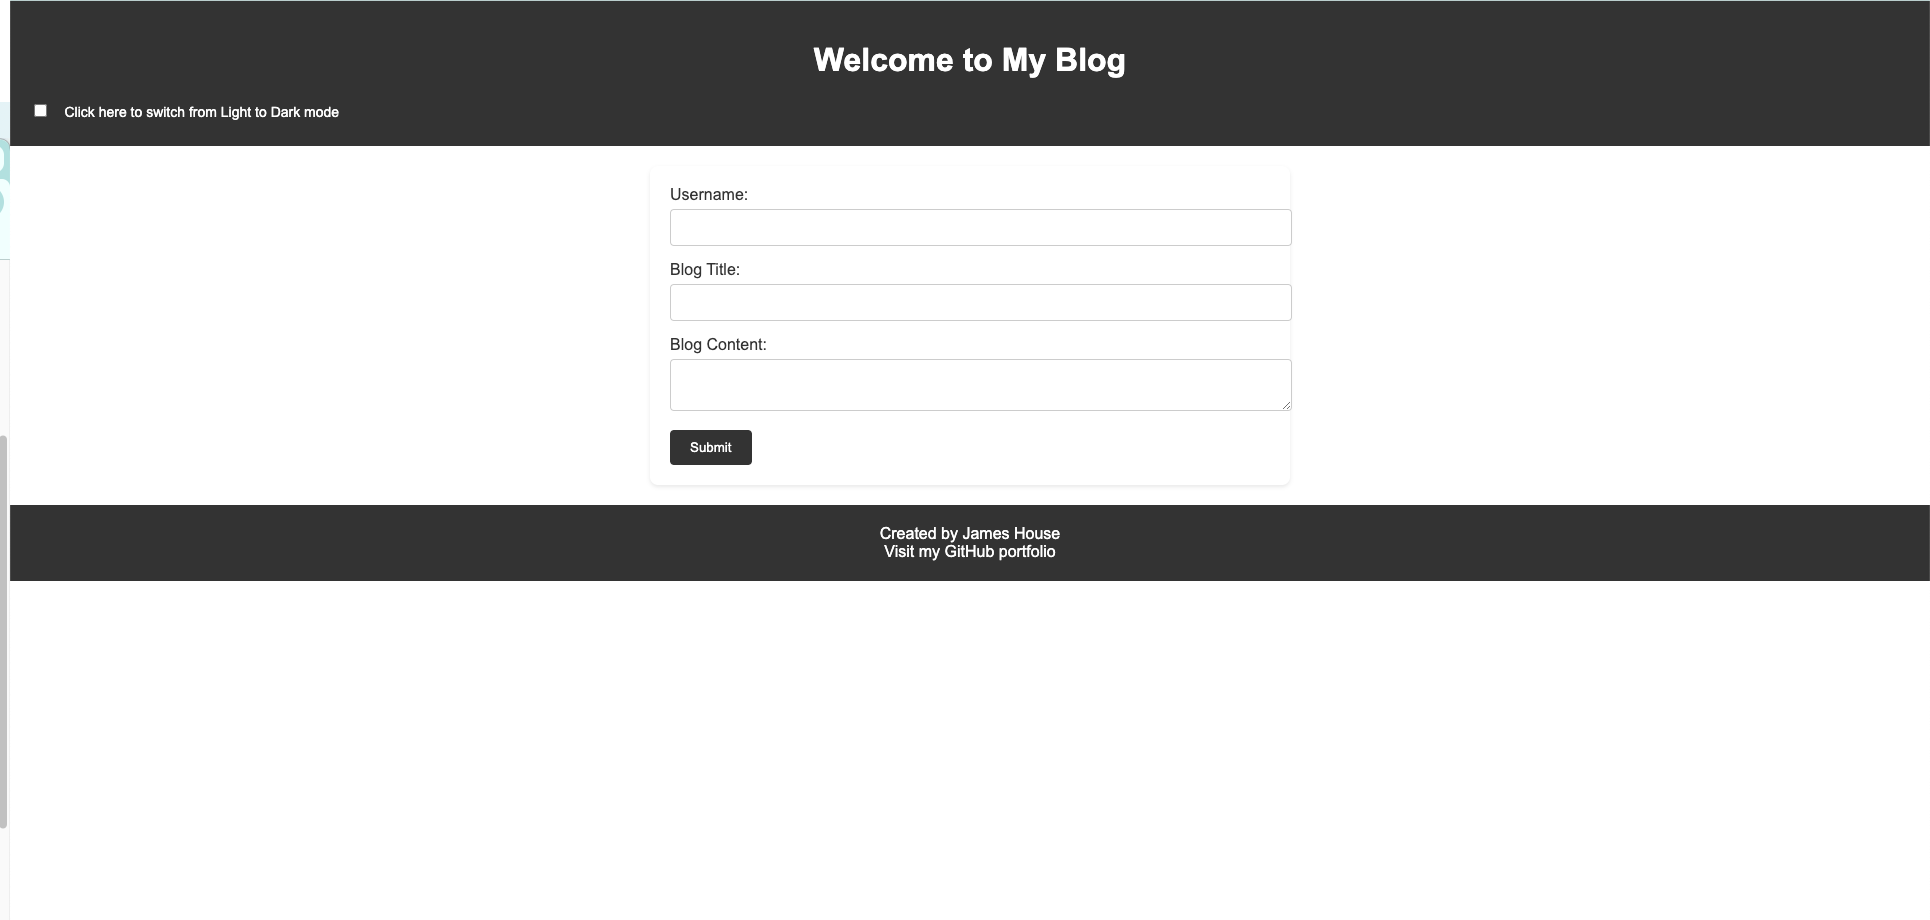 Welcome to My Blog
Click here to switch from Light to Dark mode
Username:
Blog Title:
Blog Content:
Submit
Created by James House
Visit my GitHub portfolio